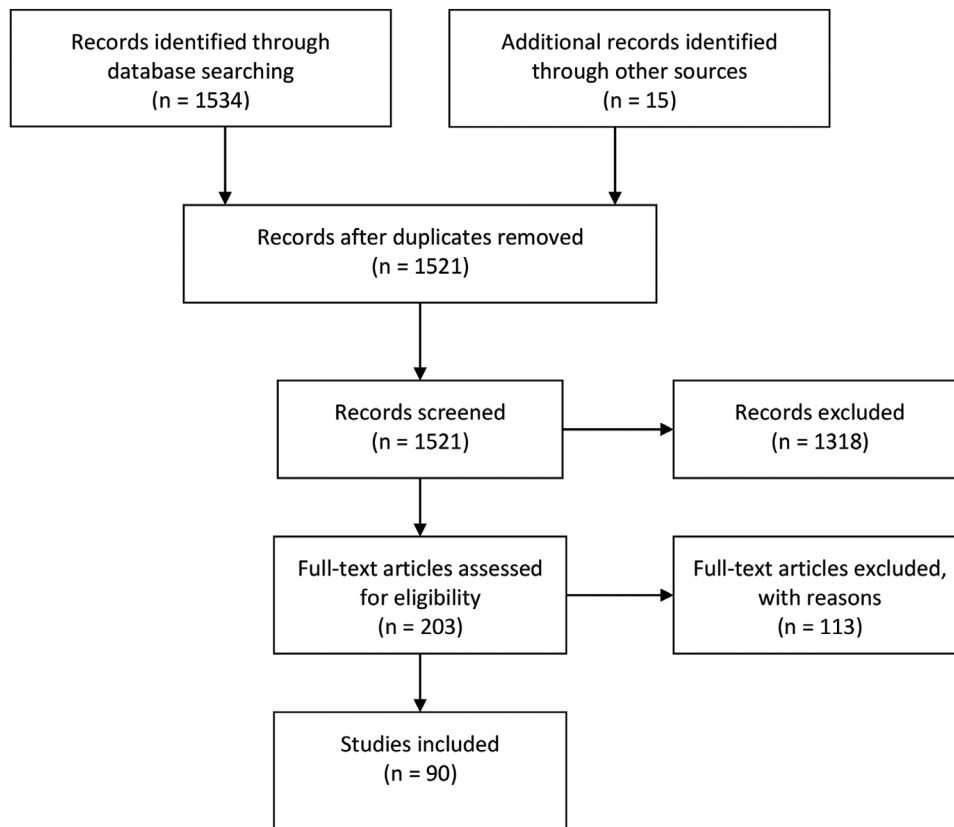 Records identified through
database searching
(n = 1534)
Additional records identified
through other sources
(n = 15)
Records after duplicates removed
(n = 1521)
Records screened
(n = 1521)
Records excluded
(n = 1318)
Full-text articles assessed
for eligibility
(n = 203)
Full-text articles excluded,
with reasons
(n = 113)
Studies included
(n = 90)